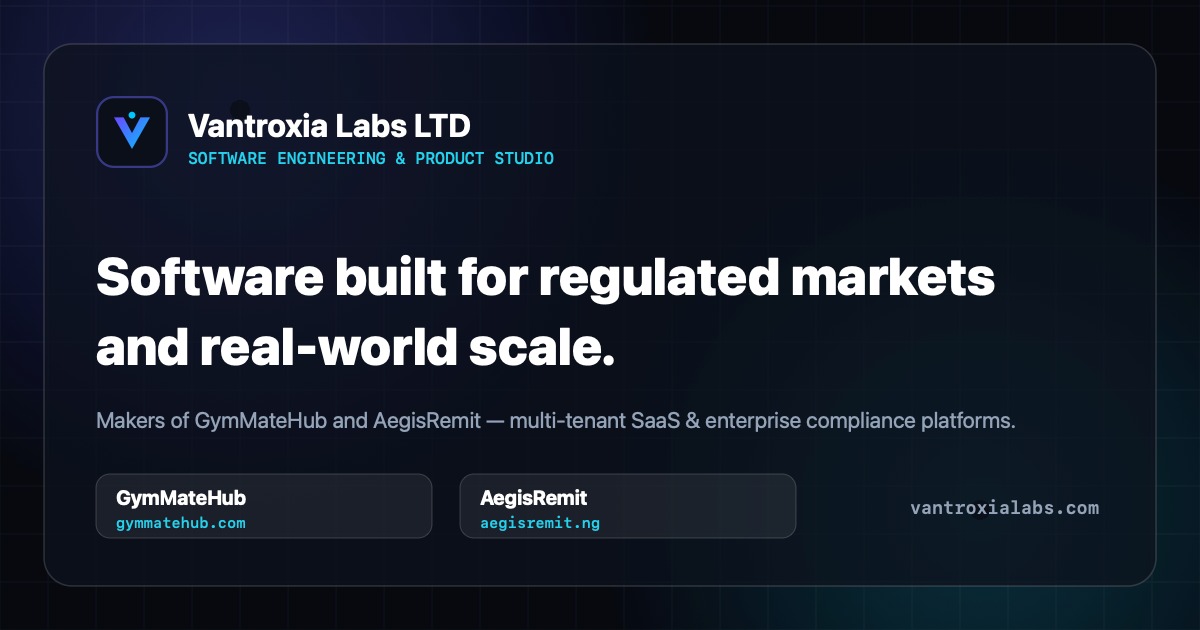 Vantroxia Labs LTD
SOFTWARE ENGINEERING & PRODUCT STUDIO
Software built for regulated markets
and real-world scale.
Makers of GymMateHub and AegisRemit — multi-tenant SaaS & enterprise compliance platforms.
GymMateHub
gymmatehub.com
AegisRemit
aegisremit.ng
vantroxialabs.com